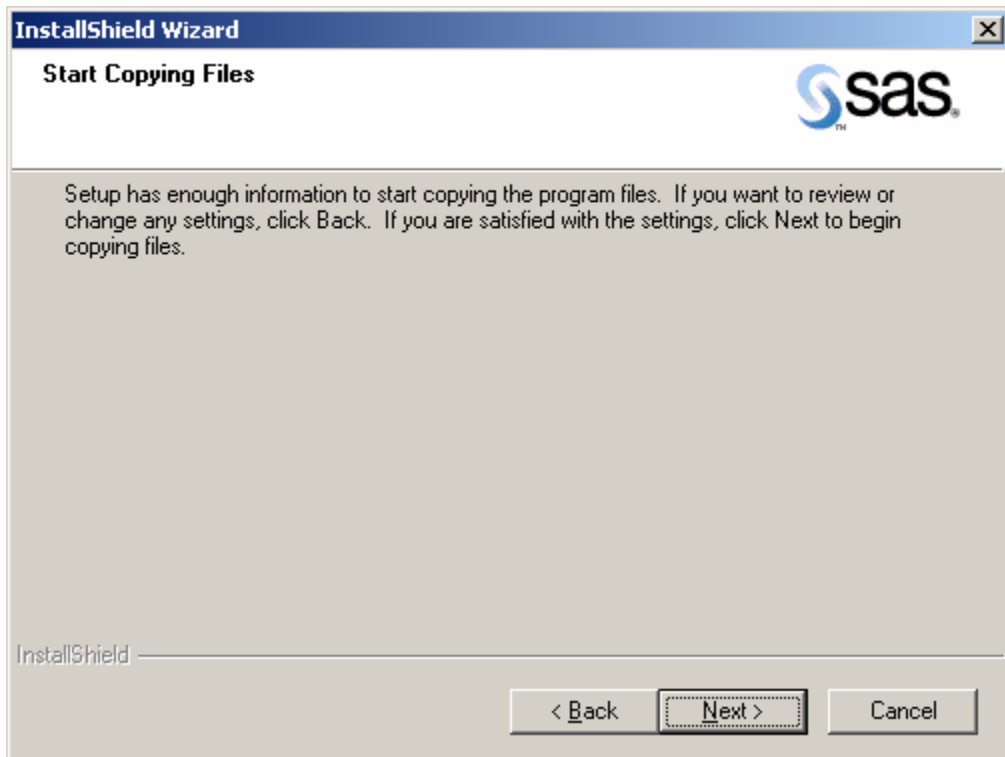 InstallShield Wizard
Start Copying Files
sas®
TM
Setup has enough information to start copying the program files. If you want to review or
change any settings, click Back. If you are satisfied with the settings, click Next to begin
copying files.
InstallShield
< Back Next > Cancel